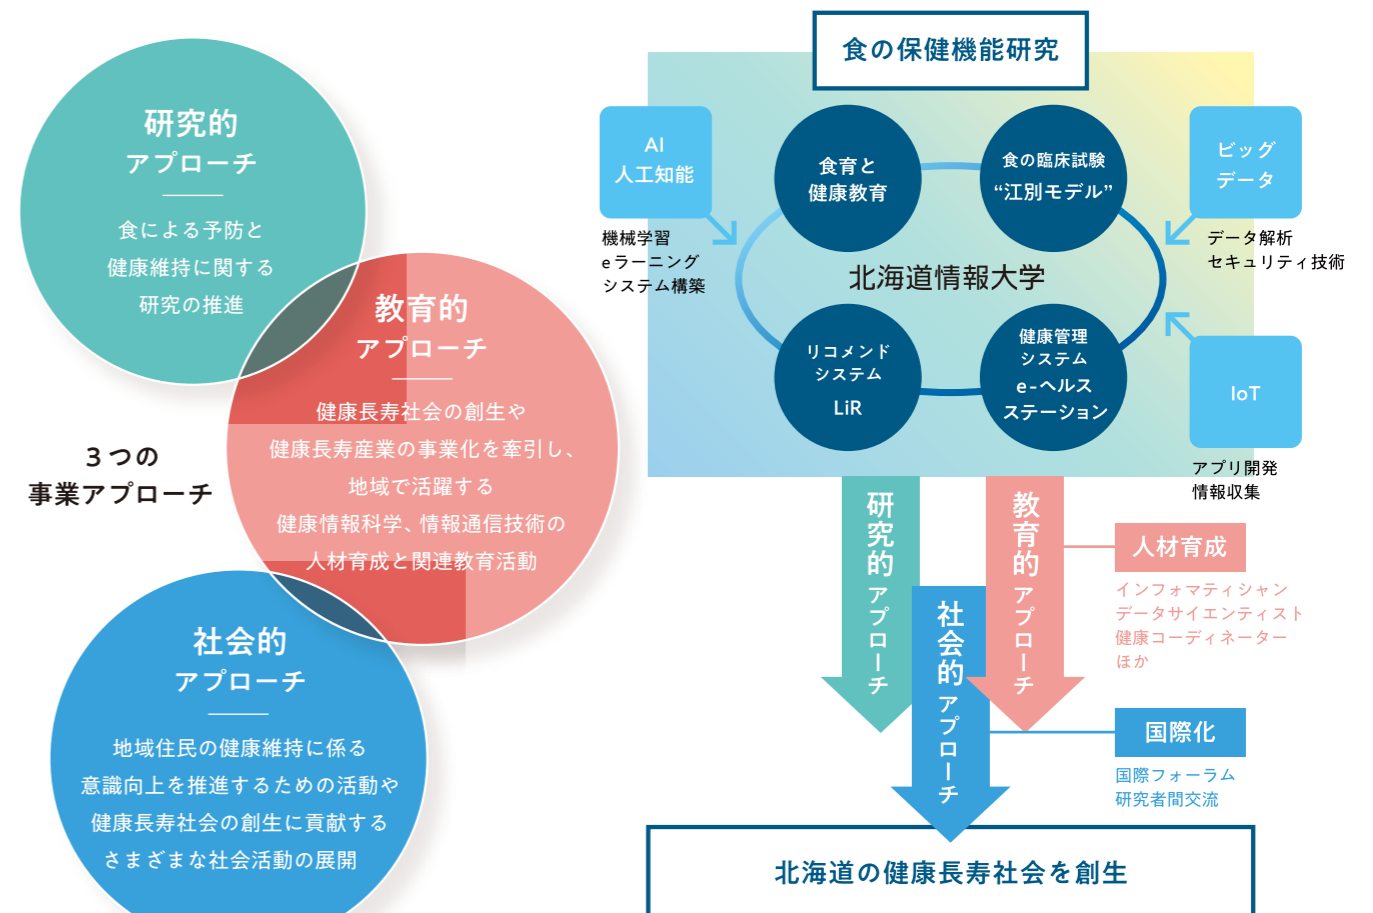 研究的
アプローチ
食による予防と
健康維持に関する
研究の推進
教育的
アプローチ
健康長寿社会の創生や
健康長寿産業の事業化を牽引し、
地域で活躍する
健康情報科学、情報通信技術の
人材育成と関連教育活動
3つの
事業アプローチ
社会的
アプローチ
地域住民の健康維持に係る
意識向上を推進するための活動や
健康長寿社会の創生に貢献する
さまざまな社会活動の展開
食の保健機能研究
AI
人工知能
機械学習
eラーニング
システム構築
食育と
健康教育
食の臨床試験
“江別モデル”
ビッグ
データ
データ解析
セキュリティ技術
北海道情報大学
リコメンド
システム
LiR
健康管理
システム
e-ヘルス
ステーション
IoT
アプリ開発
情報収集
研究的アプローチ
社会的アプローチ
教育的アプローチ
人材育成
インフォマティシャン
データサイエンティスト
健康コーディネーター
ほか
国際化
国際フォーラム
研究者間交流
北海道の健康長寿社会を創生